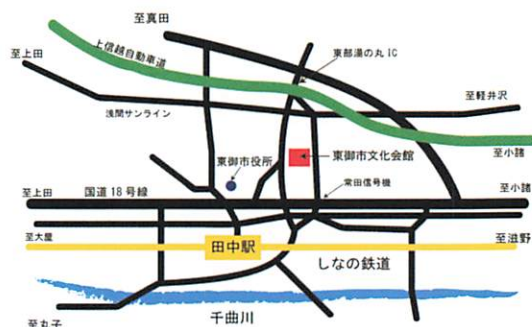 至真田
上信越自動車道
東部湯の丸IC
至上田
至軽井沢
浅間サンライン
至小諸
東御市役所
東御市文化会館
至上田
国道18号線
常田信号機
至小諸
至大屋
田中駅
至滋野
しなの鉄道
千曲川
至丸子